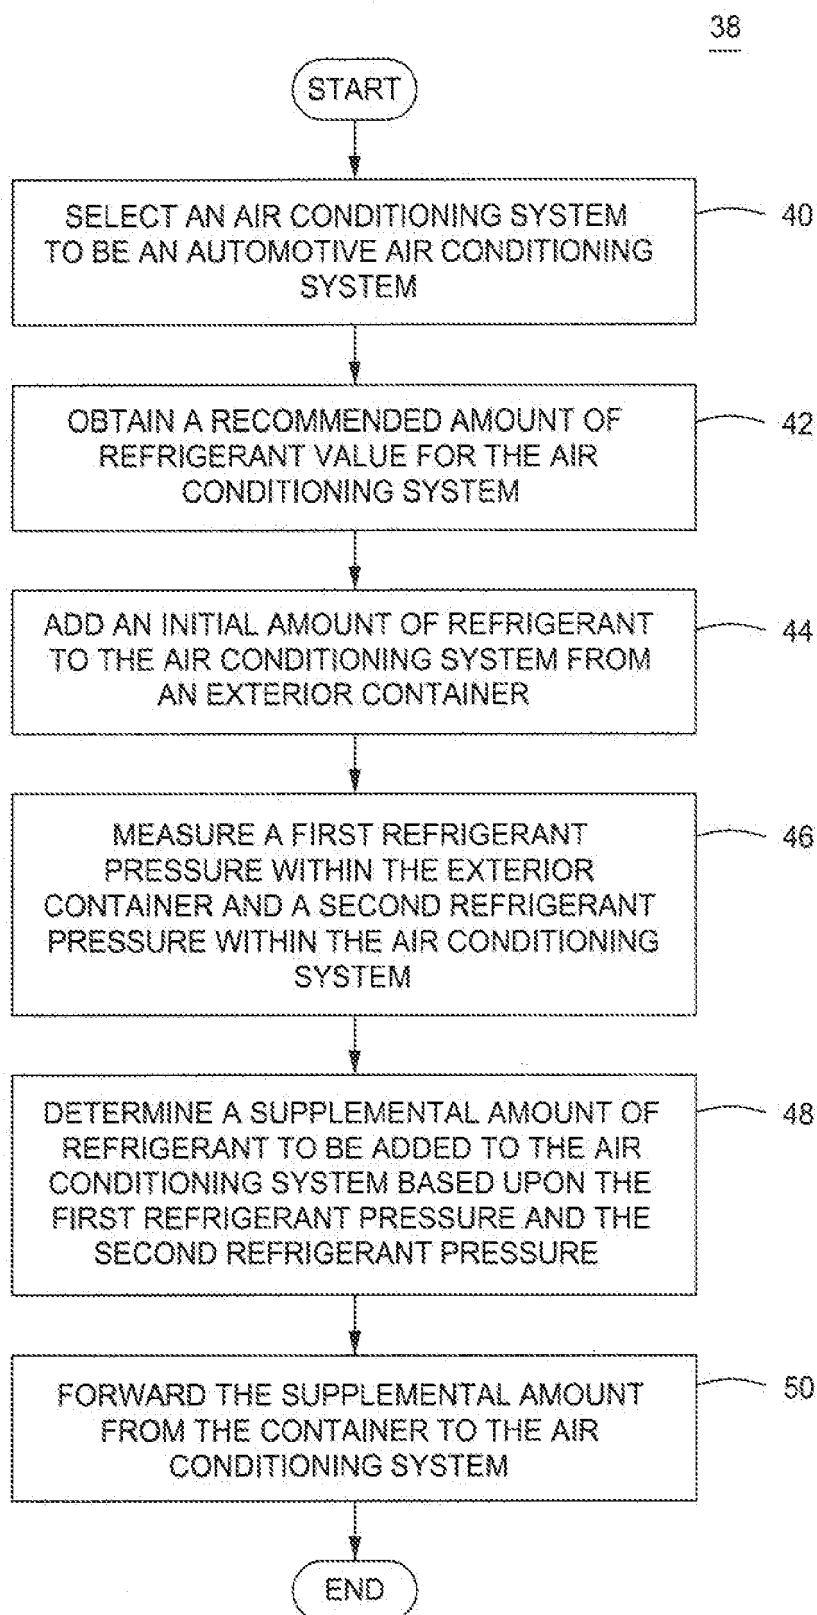 38
START
SELECT AN AIR CONDITIONING SYSTEM
TO BE AN AUTOMOTIVE AIR CONDITIONING
SYSTEM
40
OBTAIN A RECOMMENDED AMOUNT OF
REFRIGERANT VALUE FOR THE AIR
CONDITIONING SYSTEM
42
ADD AN INITIAL AMOUNT OF REFRIGERANT
TO THE AIR CONDITIONING SYSTEM FROM
AN EXTERIOR CONTAINER
44
MEASURE A FIRST REFRIGERANT
PRESSURE WITHIN THE EXTERIOR
CONTAINER AND A SECOND REFRIGERANT
PRESSURE WITHIN THE AIR CONDITIONING
SYSTEM
46
DETERMINE A SUPPLEMENTAL AMOUNT OF
REFRIGERANT TO BE ADDED TO THE AIR
CONDITIONING SYSTEM BASED UPON THE
FIRST REFRIGERANT PRESSURE AND THE
SECOND REFRIGERANT PRESSURE
48
FORWARD THE SUPPLEMENTAL AMOUNT
FROM THE CONTAINER TO THE AIR
CONDITIONING SYSTEM
50
END